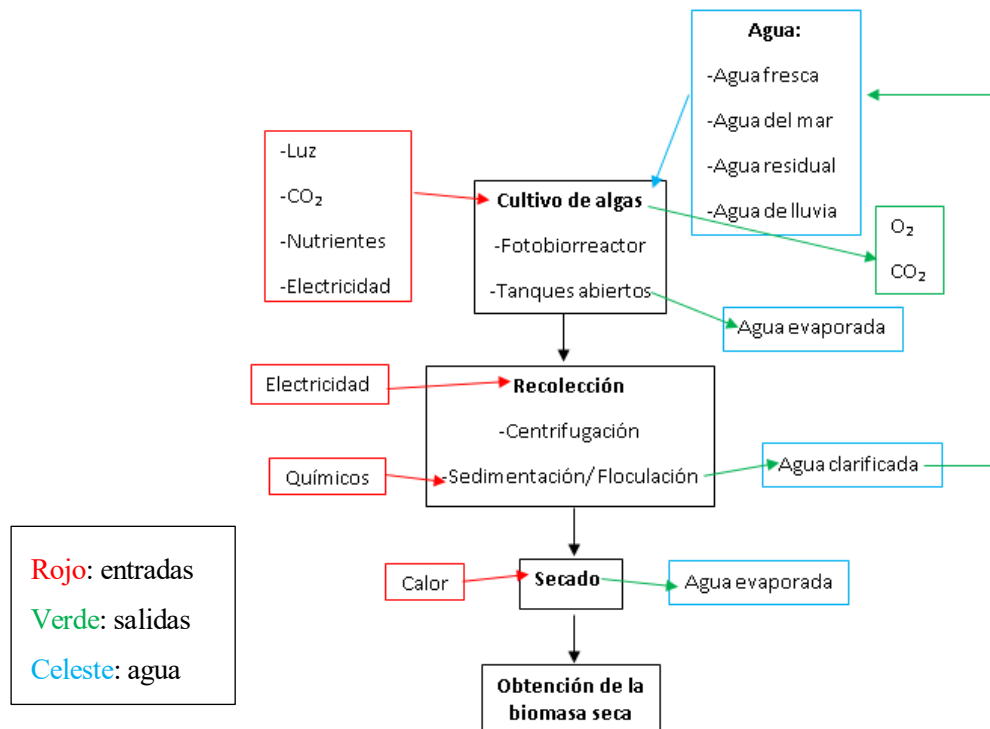 Agua:
-Agua fresca
-Agua del mar
-Agua residual
-Agua de lluvia
-Luz
-CO₂
-Nutrientes
-Electricidad
Cultivo de algas
-Fotobiorreactor
-Tanques abiertos
O₂
CO₂
Agua evaporada
Electricidad
Recolección
-Centrifugación
-Sedimentación/ Floculación
Químicos
Agua clarificada
Rojo: entradas
Verde: salidas
Celeste: agua
Calor
Secado
Agua evaporada
Obtención de la
biomasa seca